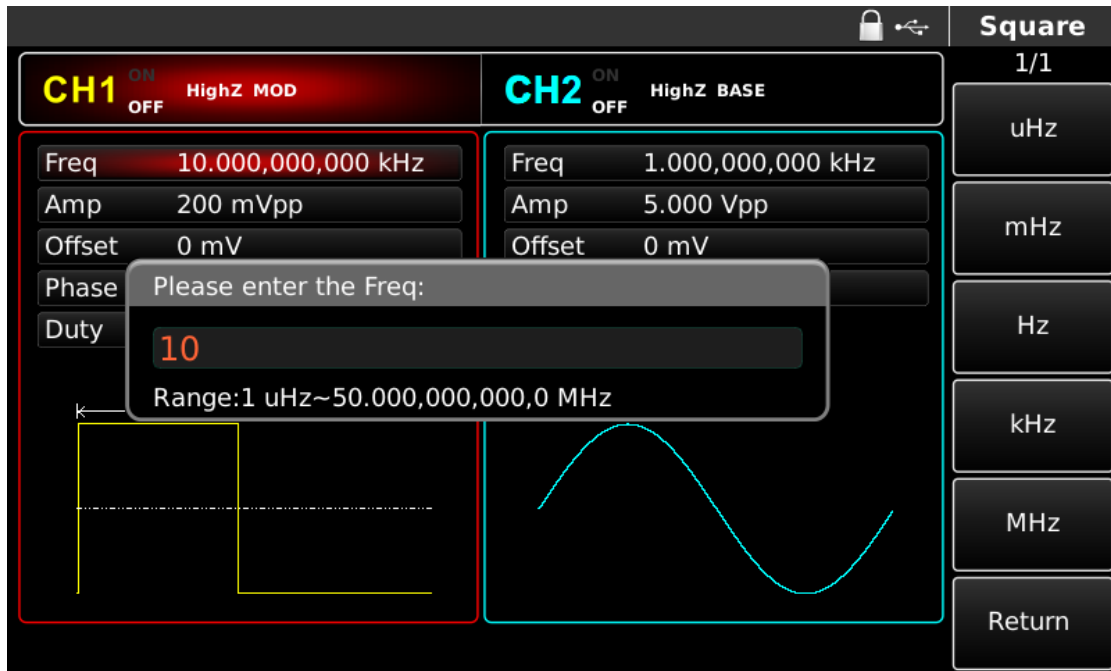 Square
1/1
CH1 ON OFF HighZ MOD
CH2 ON OFF HighZ BASE
Freq 10.000,000,000 kHz
Amp 200 mVpp
Offset 0 mV
Phase
Duty
Freq 1.000,000,000 kHz
Amp 5.000 Vpp
Offset 0 mV
Please enter the Freq:
10
Range:1 uHz~50.000,000,000,0 MHz
uHz
mHz
Hz
kHz
MHz
Return